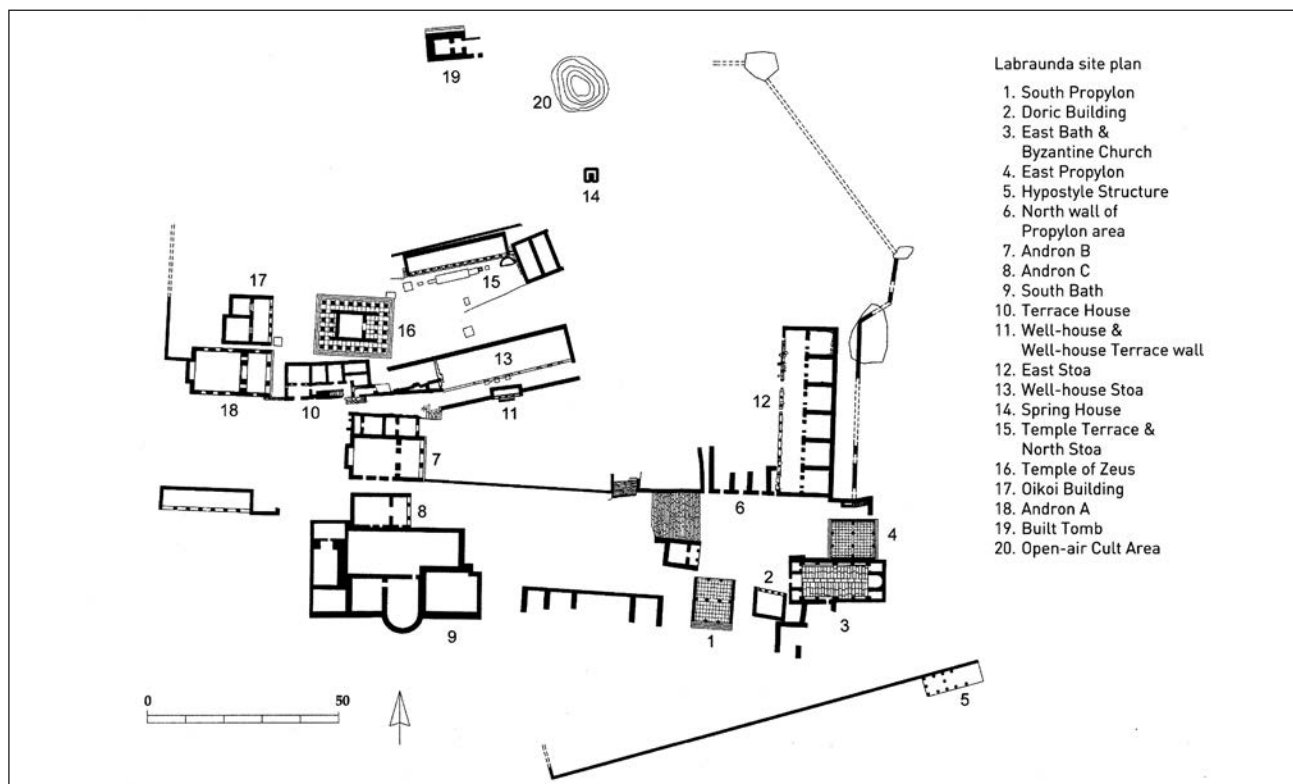 Labraunda site plan
1. South Propylon
2. Doric Building
3. East Bath &
Byzantine Church
4. East Propylon
5. Hypostyle Structure
6. North wall of
Propylon area
7. Andron B
8. Andron C
9. South Bath
10. Terrace House
11. Well-house &
Well-house Terrace wall
12. East Stoa
13. Well-house Stoa
14. Spring House
15. Temple Terrace &
North Stoa
16. Temple of Zeus
17. Oikoi Building
18. Andron A
19. Built Tomb
20. Open-air Cult Area
19
20
14
17
15
16
13
18
10
11
12
7
6
8
4
2
9
1
3
5
0 50